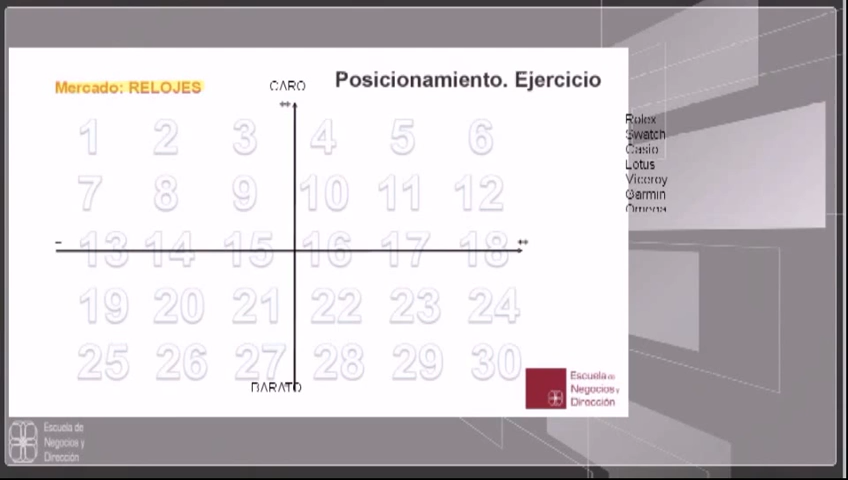 Mercado: RELOJES
CARO
Posicionamiento. Ejercicio
++
1 2 3 4 5 6
7 8 9 10 11 12
- ++
13 14 15 16 17 18
19 20 21 22 23 24
25 26 27 28 29 30
BARATO
Rolex
Swatch
Casio
Lotus
Viceroy
Garmin
Omega
Escuela de
Negocios y
Dirección
Escuela de
Negocios y
Dirección